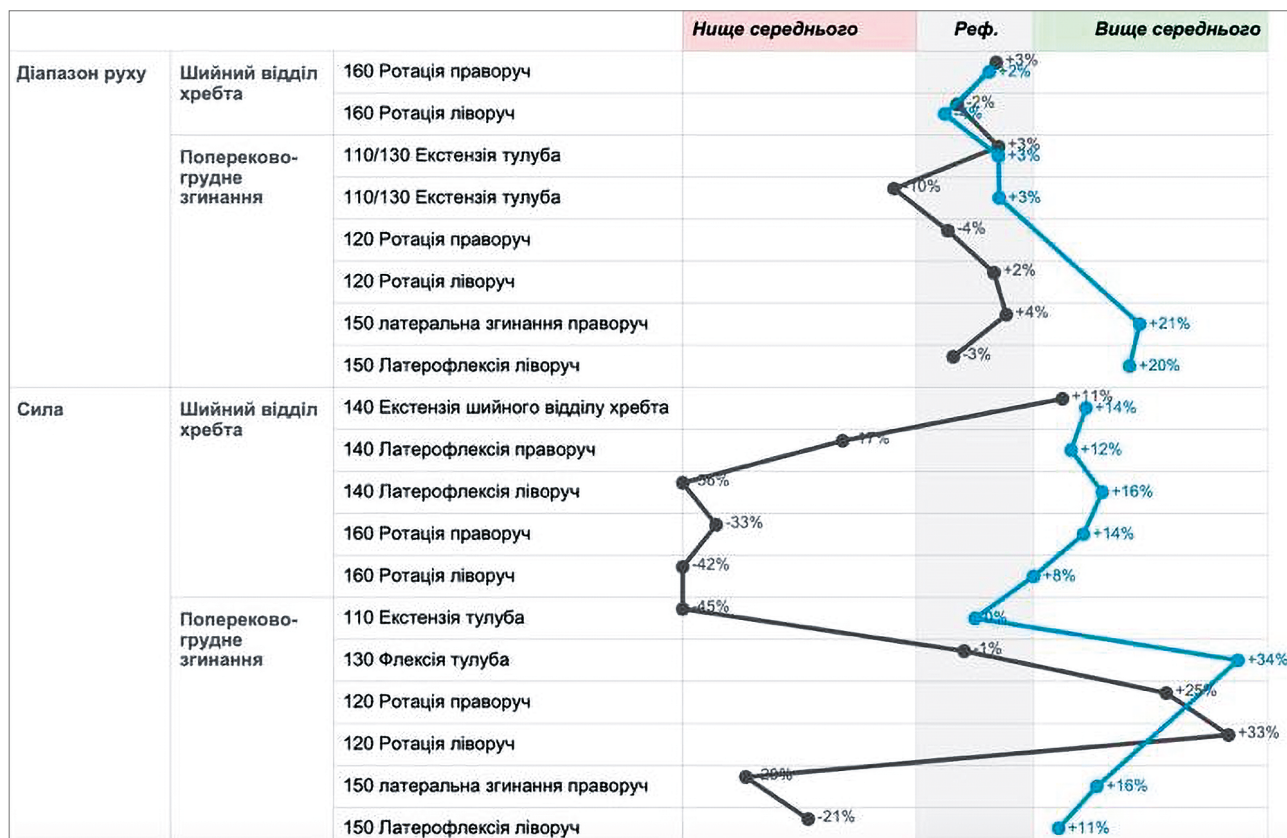 Нище середнього Реф. Вище середнього
Діапазон руху Шийний відділ хребта 160 Ротація праворуч +3% +2%
160 Ротація ліворуч -2% -4%
Попереково-грудне згинання 110/130 Екстензія тулуба +3% +3%
110/130 Екстензія тулуба -10% +3%
120 Ротація праворуч -4%
120 Ротація ліворуч +2%
150 латеральна згинання праворуч +4% +21%
150 Латерофлексія ліворуч -3% +20%
Сила Шийний відділ хребта 140 Екстензія шийного відділу хребта +11% +14%
140 Латерофлексія праворуч -17% +12%
140 Латерофлексія ліворуч -56% +16%
160 Ротація праворуч -33% +14%
160 Ротація ліворуч -42% +8%
Попереково-грудне згинання 110 Екстензія тулуба -45% 0%
130 Флексія тулуба -1% +34%
120 Ротація праворуч +25%
120 Ротація ліворуч +33%
150 латеральна згинання праворуч -29% +16%
150 Латерофлексія ліворуч -21% +11%